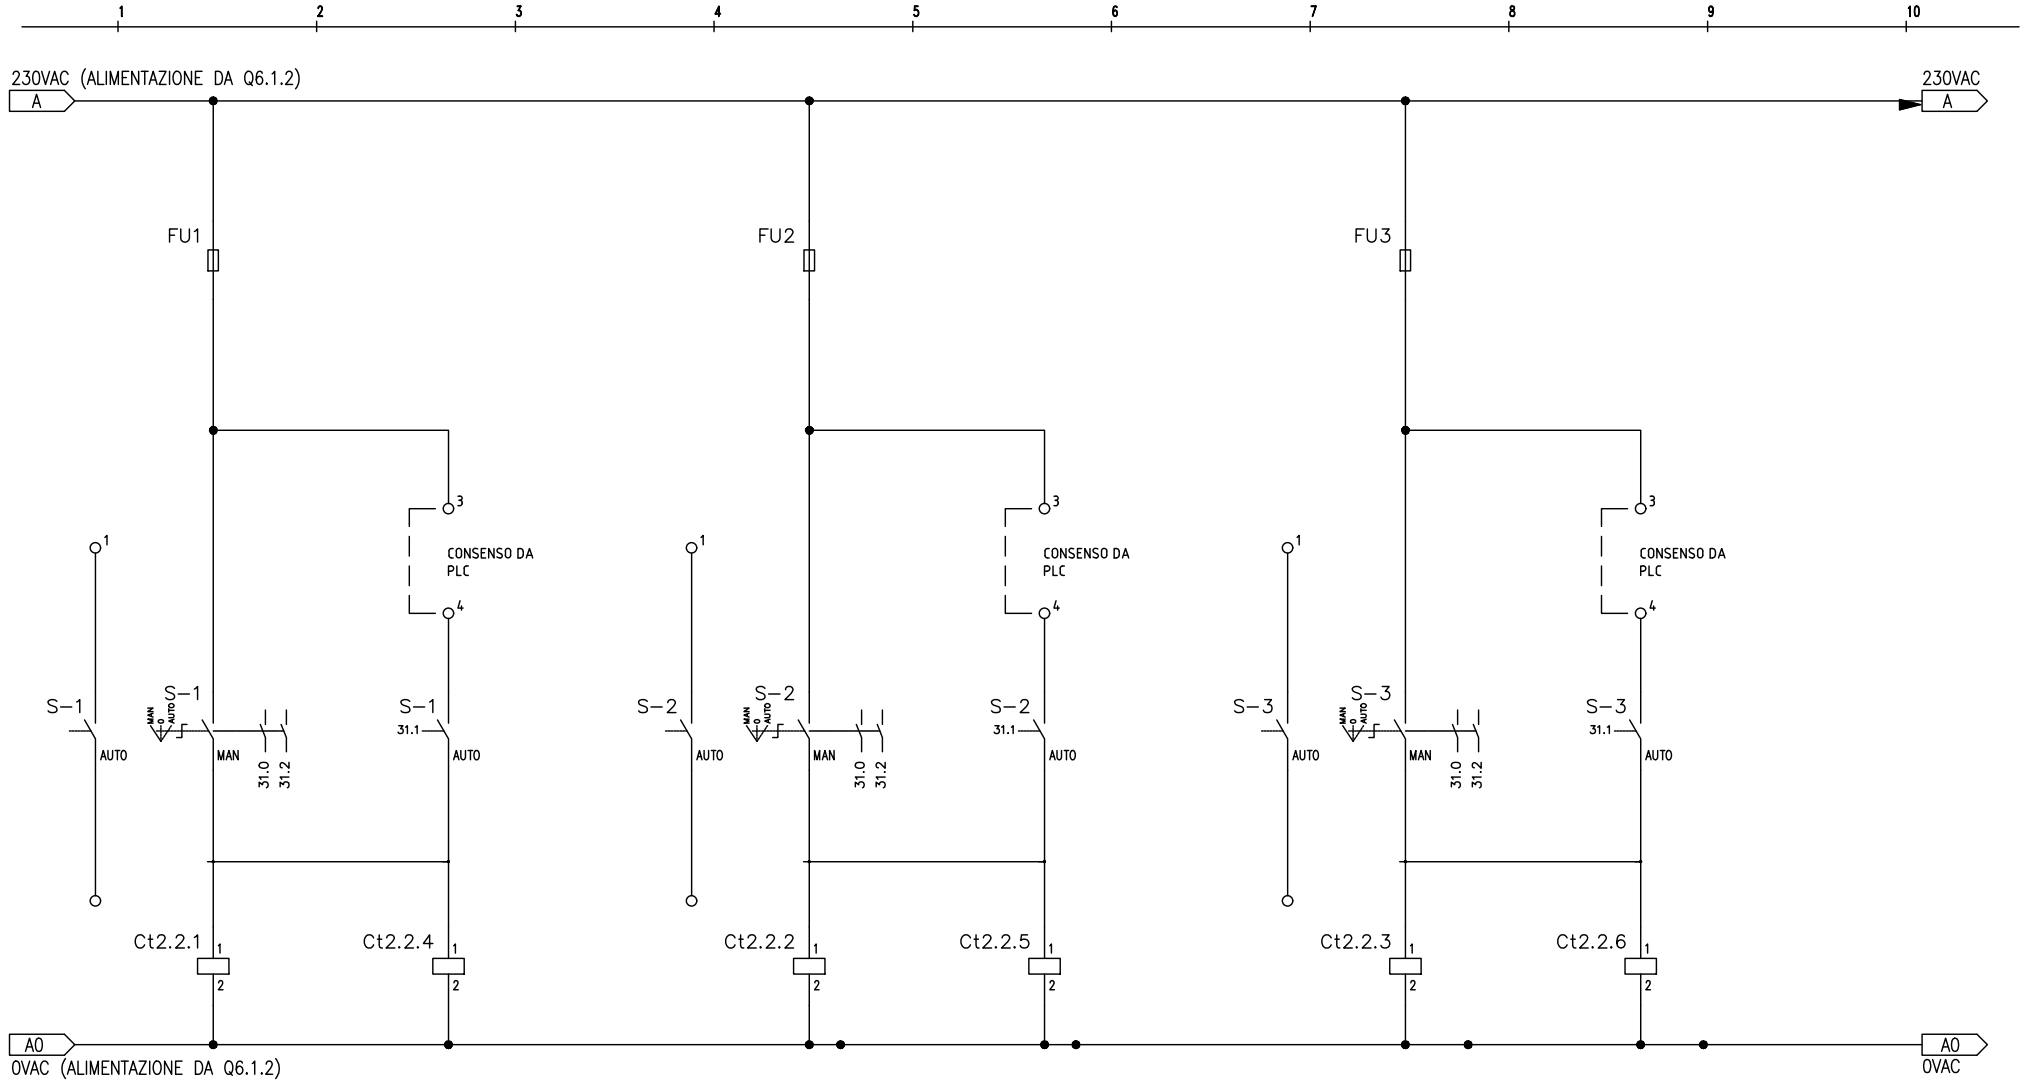 1 2 3 4 5 6 7 8 9 10
230VAC (ALIMENTAZIONE DA Q6.1.2) 230VAC
A A
FU1 FU2 FU3
3 3 3
1 1 1
CONSENSO DA CONSENSO DA CONSENSO DA
PLC PLC PLC
4 4 4
S-1 S-1 S-1 S-2 S-2 S-2 S-3 S-3 S-3
MAN 0 AUTO MAN 0 AUTO MAN 0 AUTO
31.1 31.1 31.1
AUTO MAN AUTO AUTO MAN AUTO AUTO MAN AUTO
31.0 31.2 31.0 31.2 31.0 31.2
Ct2.2.1 1 Ct2.2.4 1 Ct2.2.2 1 Ct2.2.5 1 Ct2.2.3 1 Ct2.2.6 1
2 2 2 2 2 2
A0 A0
0VAC (ALIMENTAZIONE DA Q6.1.2) 0VAC